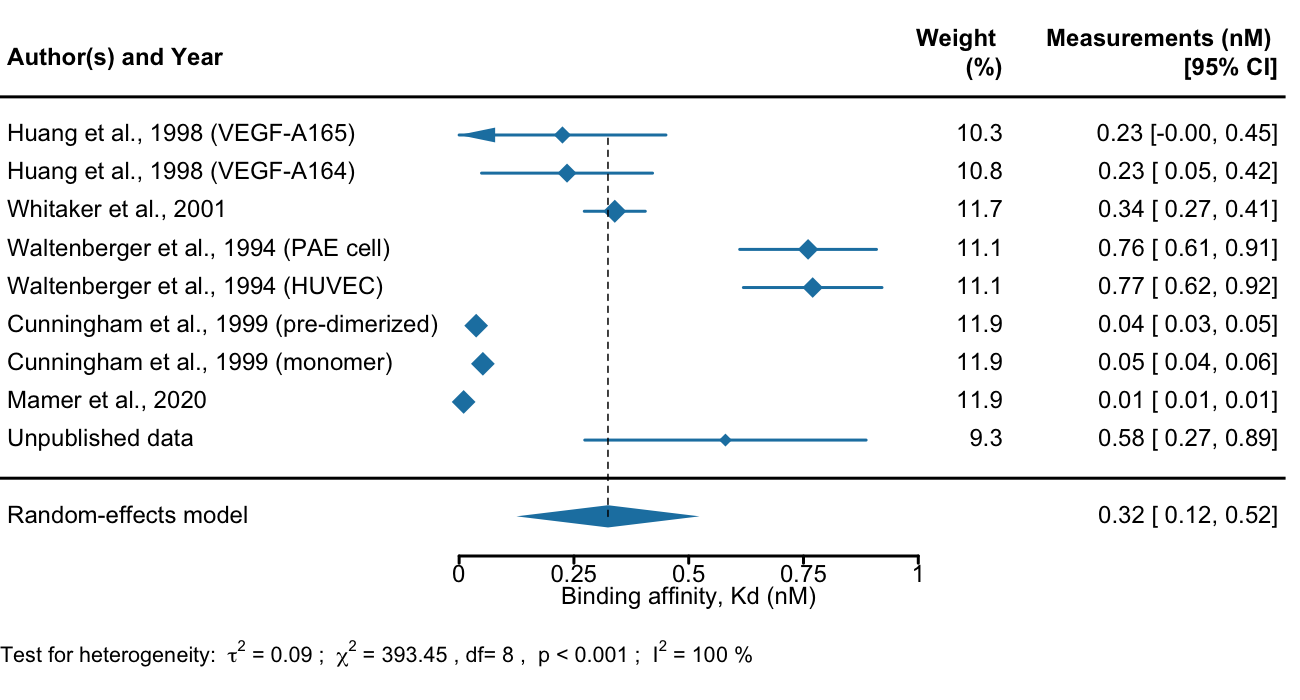 Author(s) and Year Weight (%) Measurements (nM) [95% CI]
Huang et al., 1998 (VEGF-A165) 10.3 0.23 [-0.00, 0.45]
Huang et al., 1998 (VEGF-A164) 10.8 0.23 [ 0.05, 0.42]
Whitaker et al., 2001 11.7 0.34 [ 0.27, 0.41]
Waltenberger et al., 1994 (PAE cell) 11.1 0.76 [ 0.61, 0.91]
Waltenberger et al., 1994 (HUVEC) 11.1 0.77 [ 0.62, 0.92]
Cunningham et al., 1999 (pre-dimerized) 11.9 0.04 [ 0.03, 0.05]
Cunningham et al., 1999 (monomer) 11.9 0.05 [ 0.04, 0.06]
Mamer et al., 2020 11.9 0.01 [ 0.01, 0.01]
Unpublished data 9.3 0.58 [ 0.27, 0.89]
Random-effects model 0.32 [ 0.12, 0.52]
0 0.25 0.5 0.75 1
Binding affinity, Kd (nM)
Test for heterogeneity: τ² = 0.09 ; χ² = 393.45 , df= 8 , p < 0.001 ; I² = 100 %